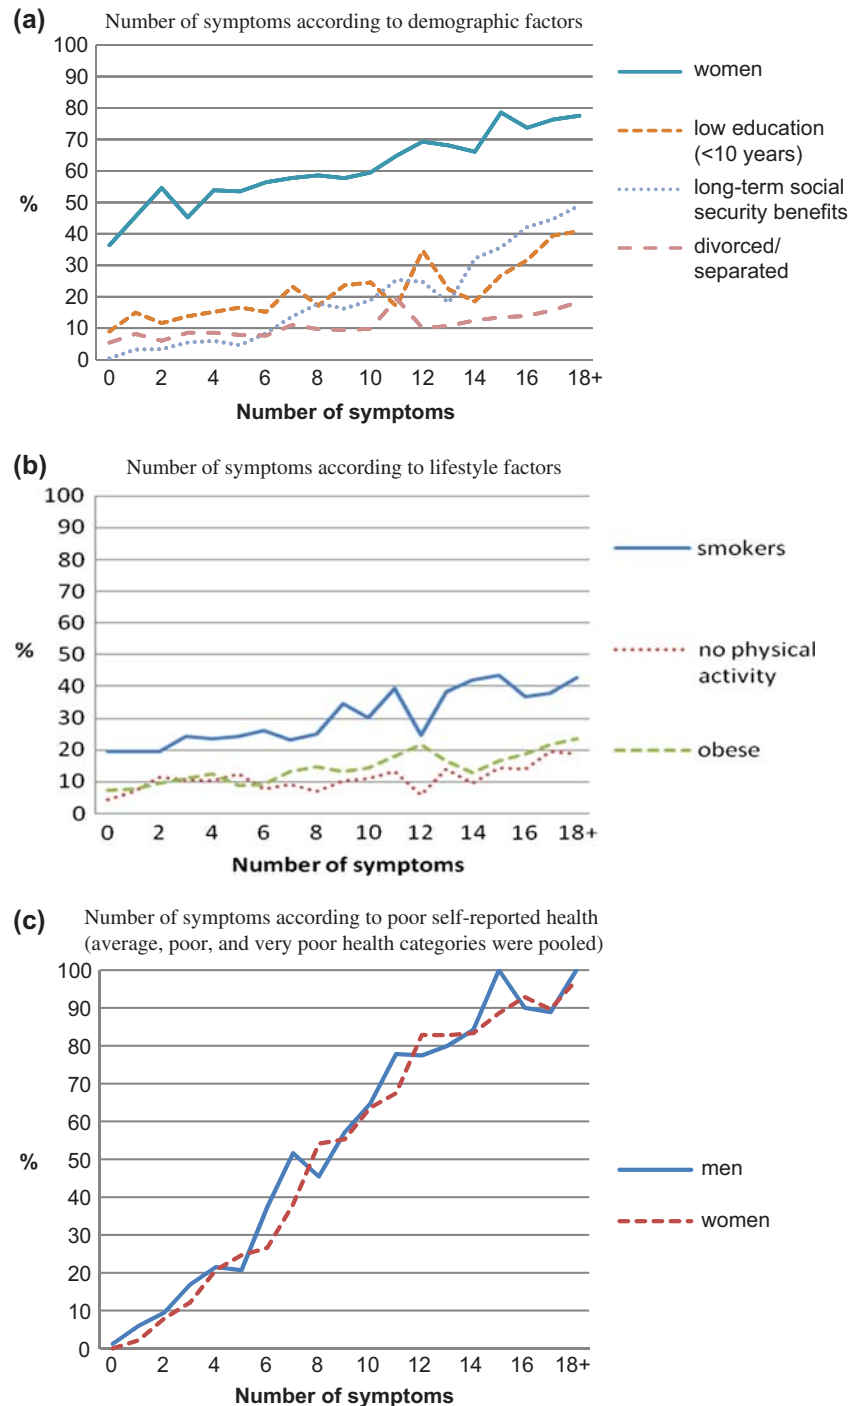 (a) Number of symptoms according to demographic factors
100
90
80
70
60
50
40
30
20
10
0
%
0 2 4 6 8 10 12 14 16 18+
Number of symptoms
women
low education
(<10 years)
long-term social
security benefits
divorced/
separated
(b) Number of symptoms according to lifestyle factors
100
90
80
70
60
50
40
30
20
10
0
%
0 2 4 6 8 10 12 14 16 18+
Number of symptoms
smokers
no physical
activity
obese
(c) Number of symptoms according to poor self-reported health
(average, poor, and very poor health categories were pooled)
100
90
80
70
60
50
40
30
20
10
0
%
0 2 4 6 8 10 12 14 16 18+
Number of symptoms
men
women